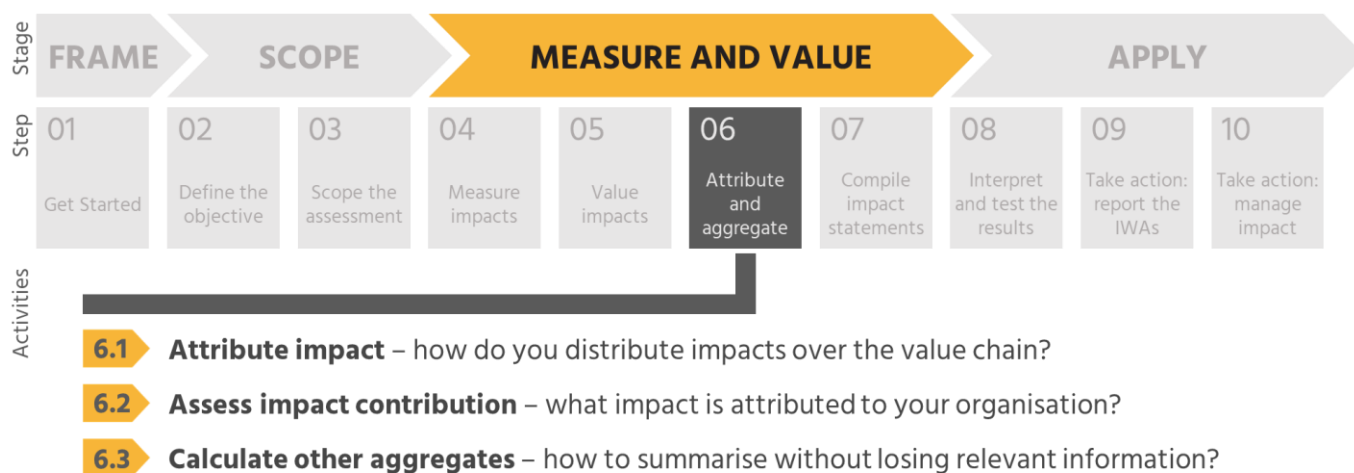 Stage
FRAME
SCOPE
MEASURE AND VALUE
APPLY
Step
01
Get Started
02
Define the
objective
03
Scope the
assessment
04
Measure
impacts
05
Value
impacts
06
Attribute
and
aggregate
07
Compile
impact
statements
08
Interpret
and test the
results
09
Take action:
report the
IWAs
10
Take action:
manage
impact
Activities
6.1 Attribute impact – how do you distribute impacts over the value chain?
6.2 Assess impact contribution – what impact is attributed to your organisation?
6.3 Calculate other aggregates – how to summarise without losing relevant information?